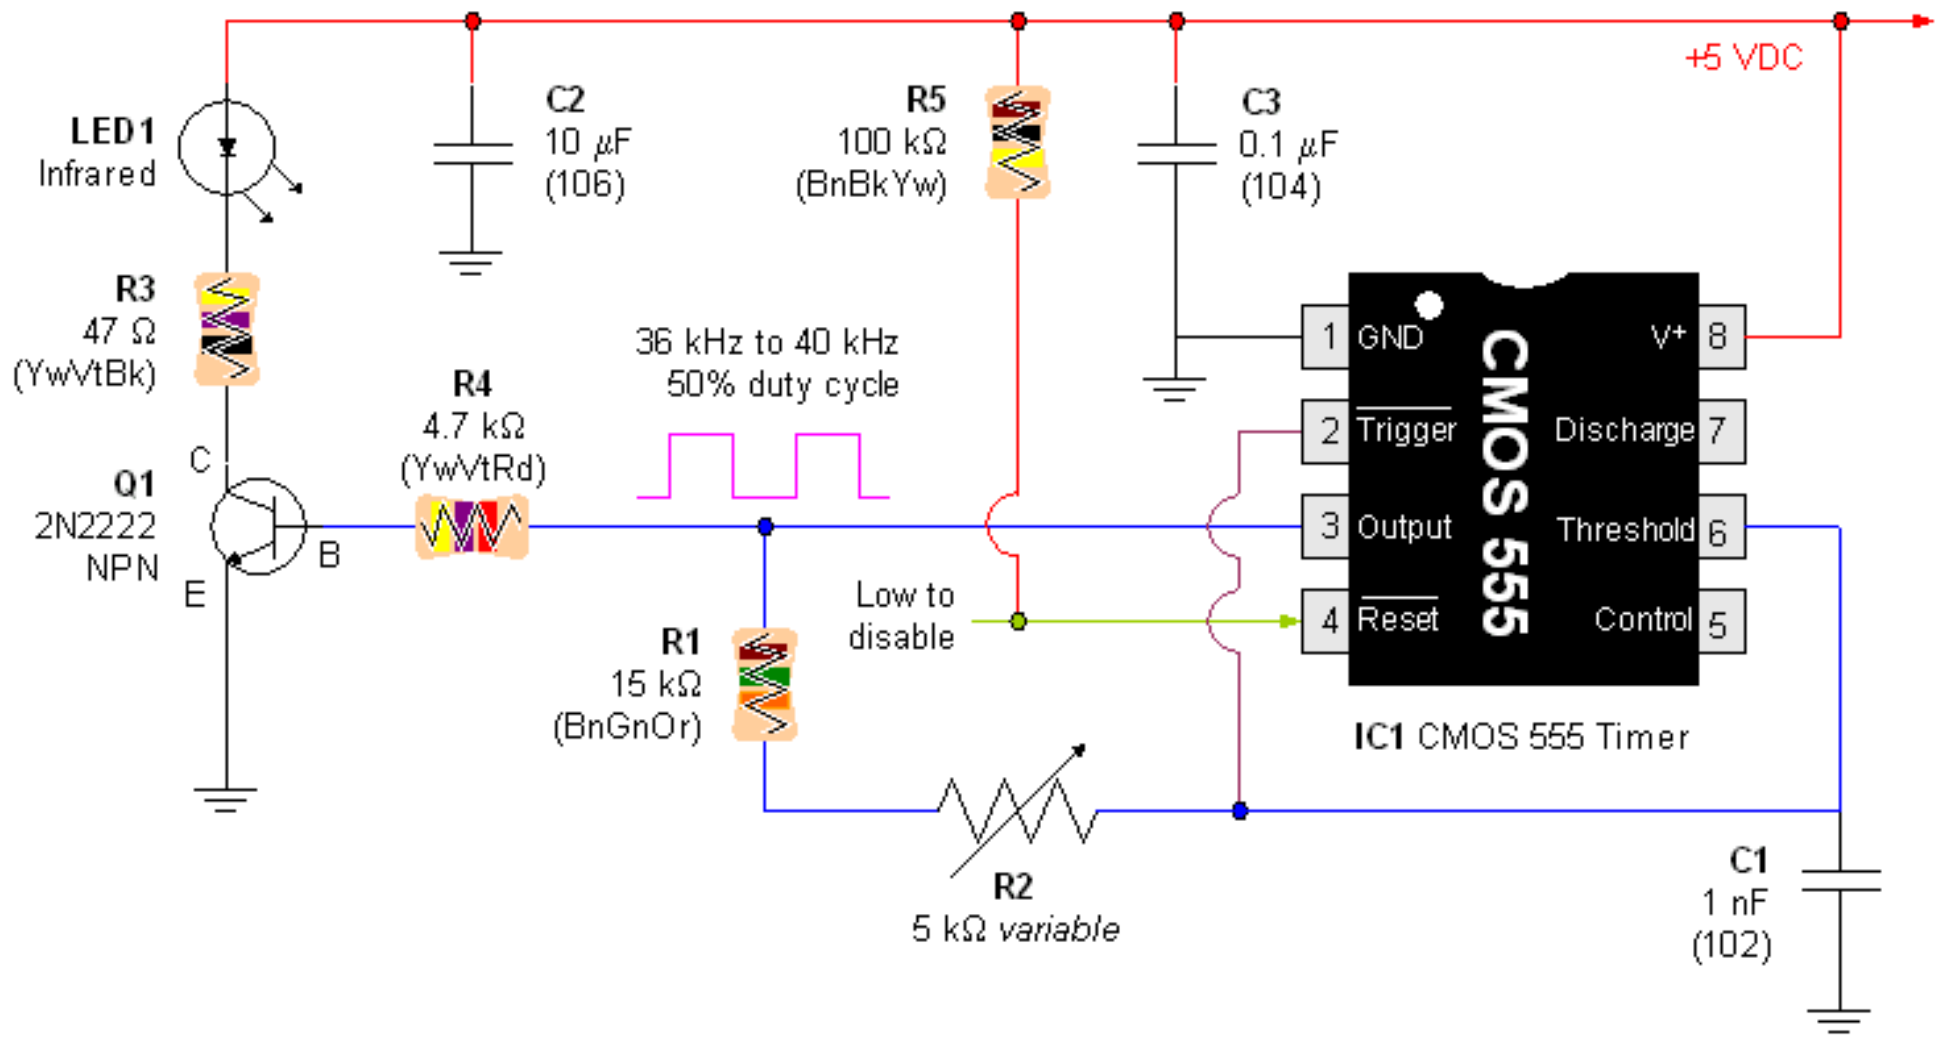 +5 VDC
LED1
Infrared
C2
10 µF
(106)
R5
100 kΩ
(BnBkYw)
C3
0.1 µF
(104)
R3
47 Ω
(YwVtBk)
36 kHz to 40 kHz
50% duty cycle
R4
4.7 kΩ
(YwVtRd)
C
Q1
2N2222
NPN
B
E
Low to
disable
R1
15 kΩ
(BnGnOr)
R2
5 kΩ variable
1 GND
2 Trigger
3 Output
4 Reset
CMOS 555
V+ 8
Discharge 7
Threshold 6
Control 5
IC1 CMOS 555 Timer
C1
1 nF
(102)